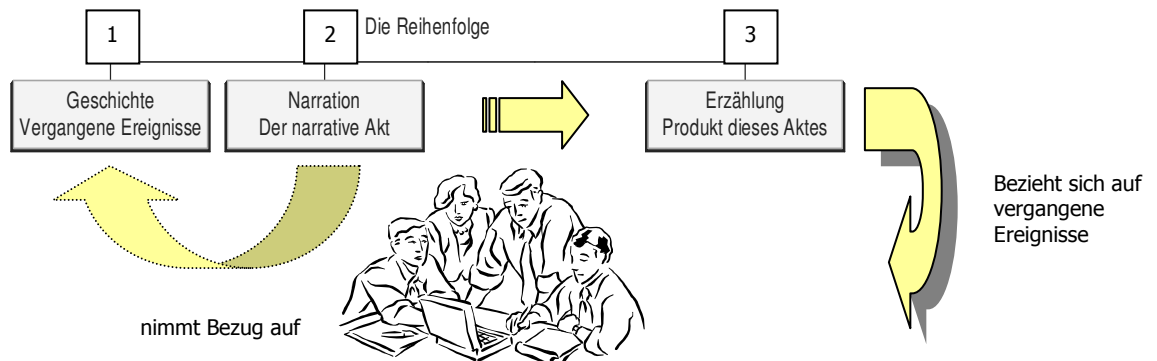 1
2
Die Reihenfolge
3
Geschichte
Vergangene Ereignisse
Narration
Der narrative Akt
Erzählung
Produkt dieses Aktes
Bezieht sich auf
vergangene
Ereignisse
nimmt Bezug auf